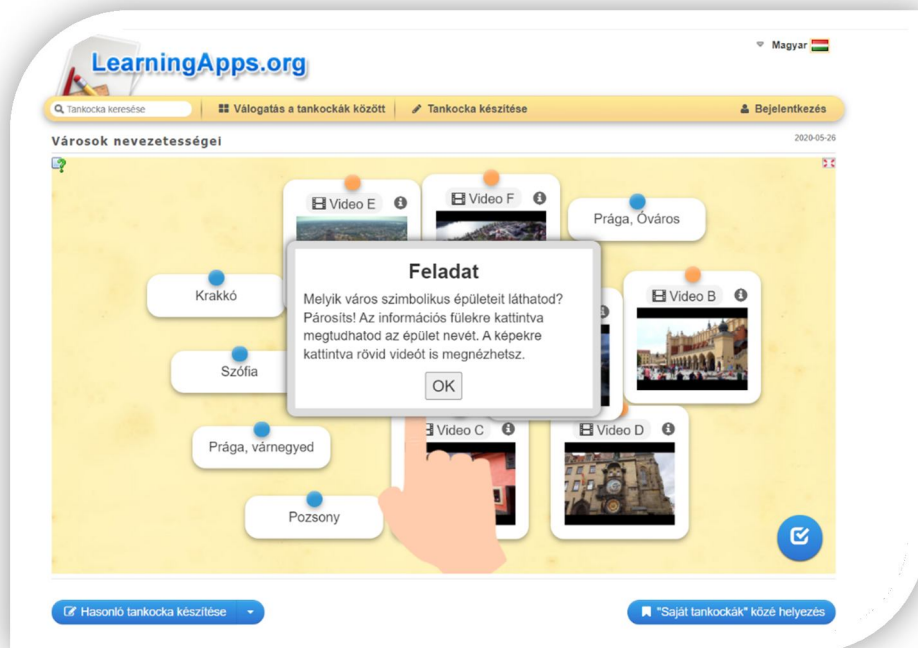 LearningApps.org
Magyar
Tankocka keresése
Válogatás a tankockák között
Tankocka készítése
Bejelentkezés
Városok nevezetességei
2020-05-26
Video E
Video F
Prága, Óváros
Krakkó
Video B
Szófia
Feladat
Melyik város szimbolikus épületeit láthatod?
Párosíts! Az információs fülekre kattintva
megtudhatod az épület nevét. A képekre
kattintva rövid videót is megnézhetsz.
OK
Prága, várnegyed
Video C
Video D
Pozsony
Hasonló tankocka készítése
"Saját tankockák" közé helyezés